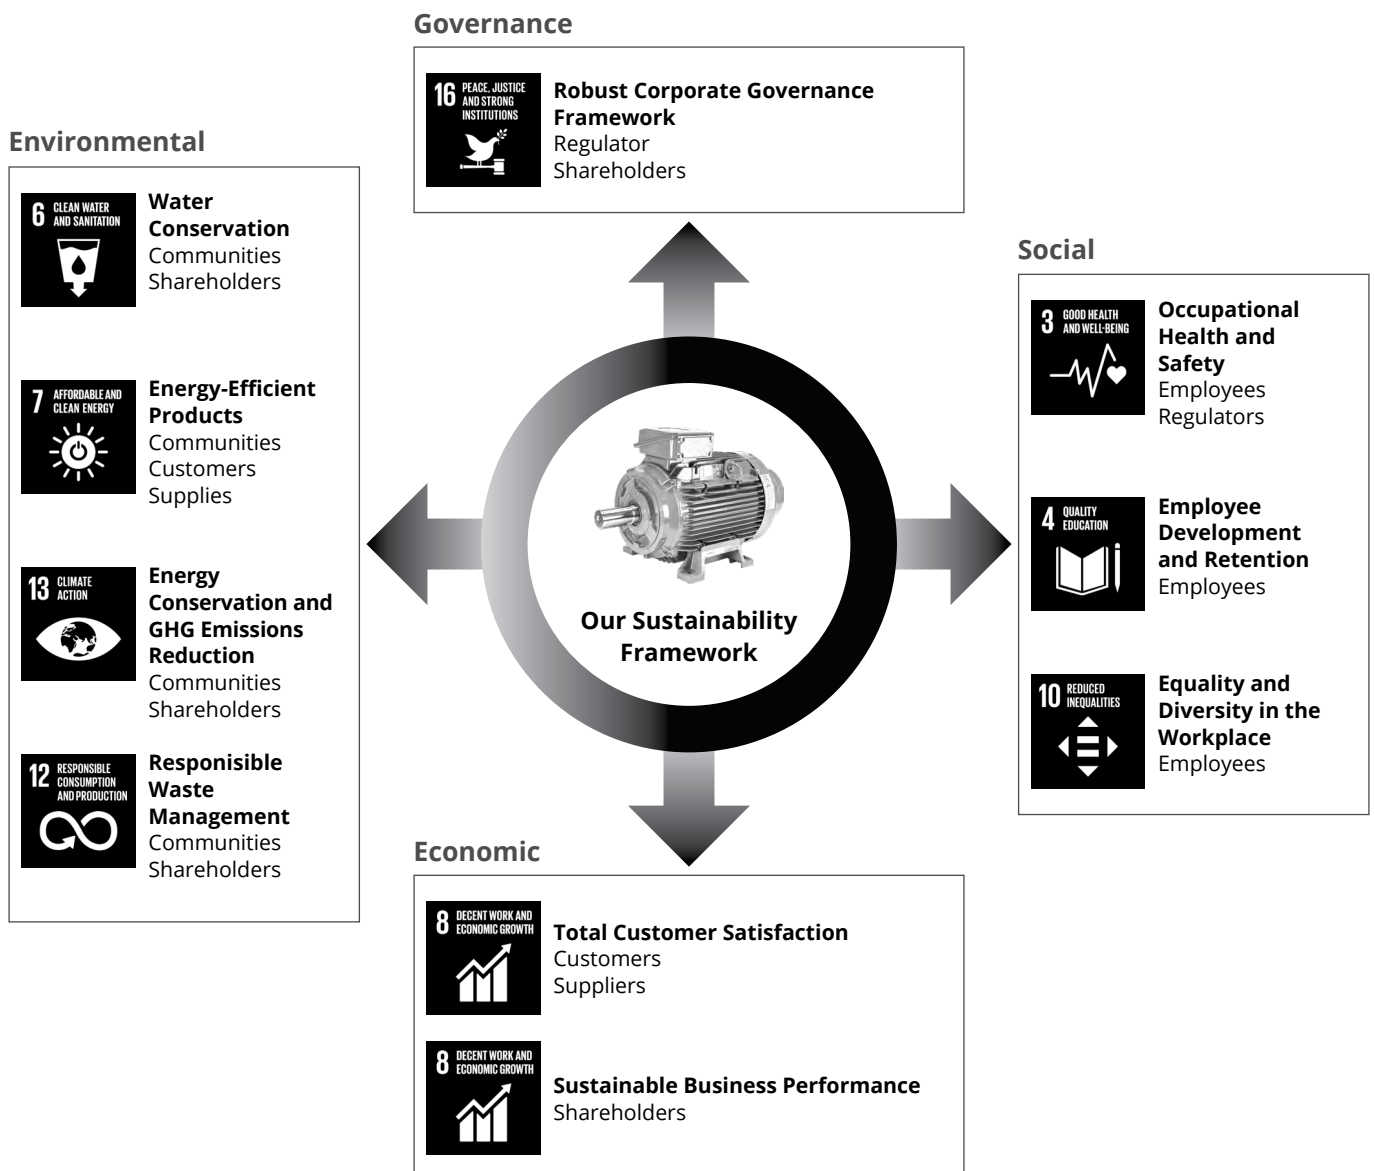 Governance
16 PEACE, JUSTICE
AND STRONG
INSTITUTIONS
Robust Corporate Governance
Framework
Regulator
Shareholders
Environmental
6 CLEAN WATER
AND SANITATION
Water
Conservation
Communities
Shareholders
7 AFFORDABLE AND
CLEAN ENERGY
Energy-Efficient
Products
Communities
Customers
Supplies
13 CLIMATE
ACTION
Energy
Conservation and
GHG Emissions
Reduction
Communities
Shareholders
12 RESPONSIBLE
CONSUMPTION
AND PRODUCTION
Responisible
Waste
Management
Communities
Shareholders
Our Sustainability
Framework
Social
3 GOOD HEALTH
AND WELL-BEING
Occupational
Health and
Safety
Employees
Regulators
4 QUALITY
EDUCATION
Employee
Development
and Retention
Employees
10 REDUCED
INEQUALITIES
Equality and
Diversity in the
Workplace
Employees
Economic
8 DECENT WORK AND
ECONOMIC GROWTH
Total Customer Satisfaction
Customers
Suppliers
8 DECENT WORK AND
ECONOMIC GROWTH
Sustainable Business Performance
Shareholders